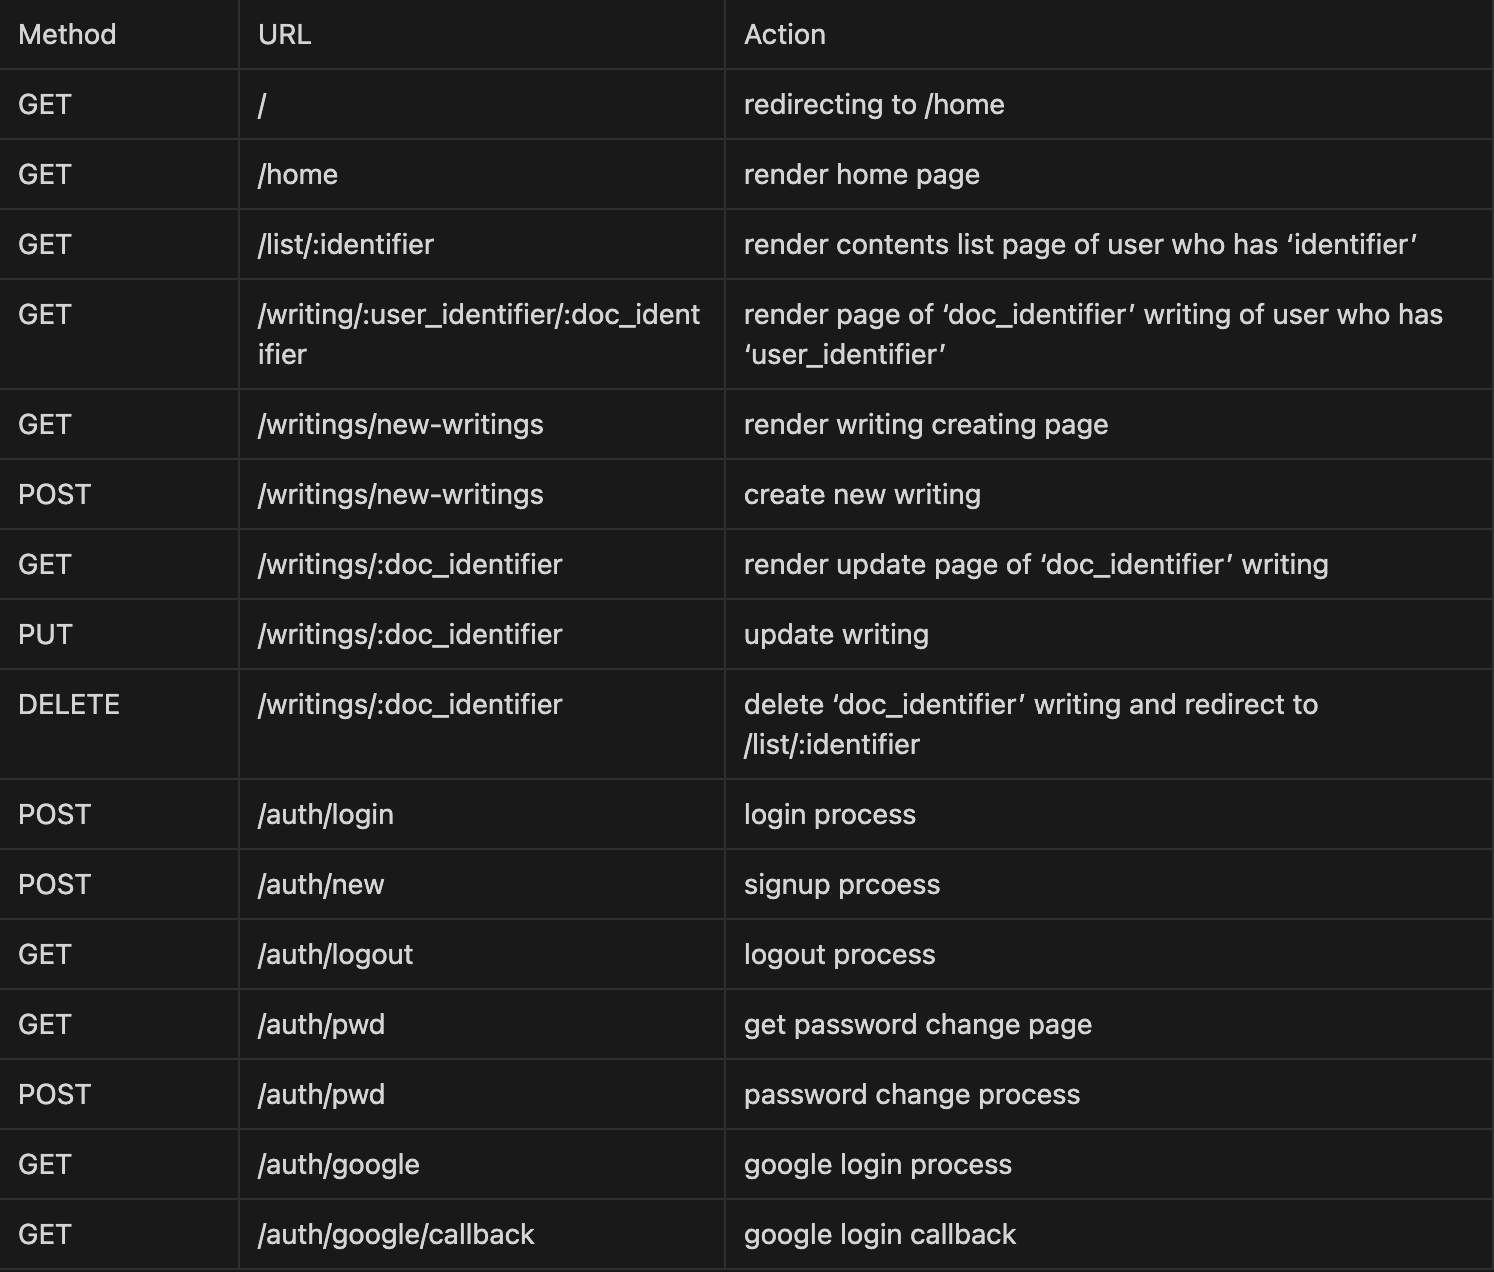 Method URL Action
GET / redirecting to /home
GET /home render home page
GET /list/:identifier render contents list page of user who has ‘identifier’
GET /writing/:user_identifier/:doc_ident render page of ‘doc_identifier’ writing of user who has
ifier ‘user_identifier’
GET /writings/new-writings render writing creating page
POST /writings/new-writings create new writing
GET /writings/:doc_identifier render update page of ‘doc_identifier’ writing
PUT /writings/:doc_identifier update writing
DELETE /writings/:doc_identifier delete ‘doc_identifier’ writing and redirect to
/list/:identifier
POST /auth/login login process
POST /auth/new signup prcoess
GET /auth/logout logout process
GET /auth/pwd get password change page
POST /auth/pwd password change process
GET /auth/google google login process
GET /auth/google/callback google login callback